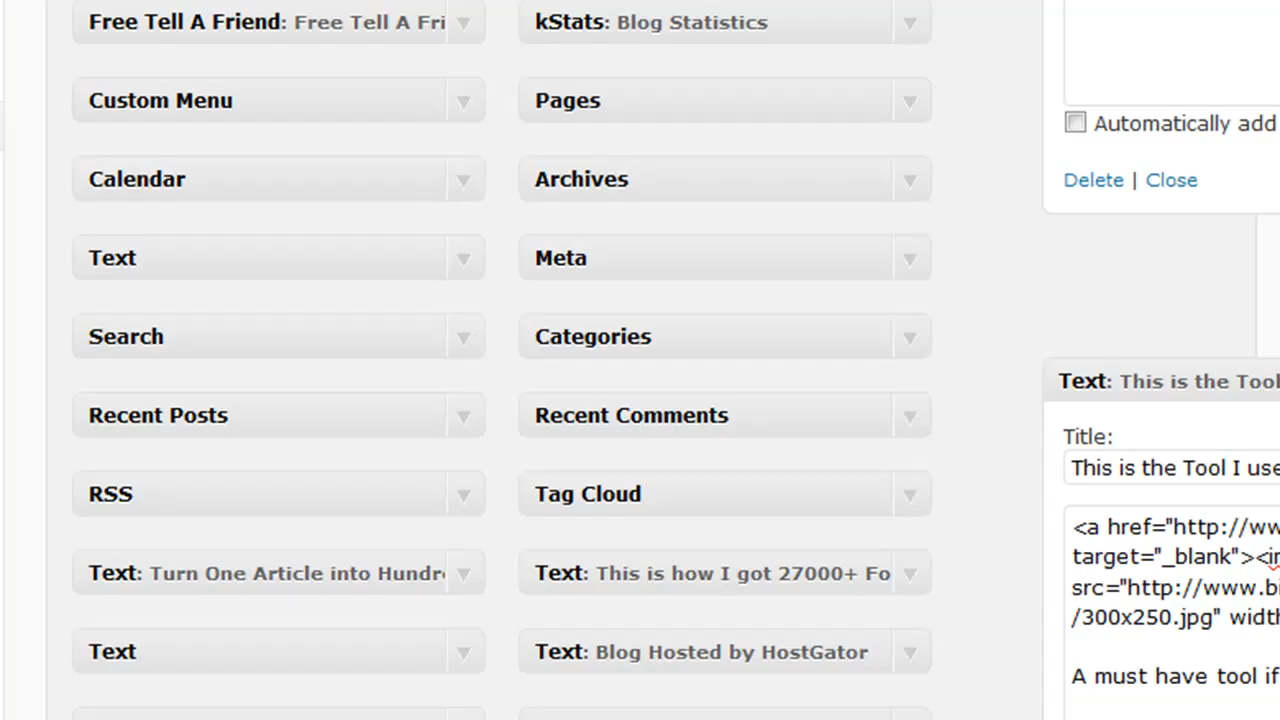 Free Tell A Friend: Free Tell A Fri
kStats: Blog Statistics
Custom Menu
Pages
Calendar
Archives
Text
Meta
Search
Categories
Recent Posts
Recent Comments
RSS
Tag Cloud
Text: Turn One Article into Hundr
Text: This is how I got 27000+ Fo
Text
Text: Blog Hosted by HostGator
Automatically add
Delete | Close
Text: This is the Tool
Title:
This is the Tool I use
<a href="http://ww
target="_blank"><in
src="http://www.bi
/300x250.jpg" width
A must have tool if